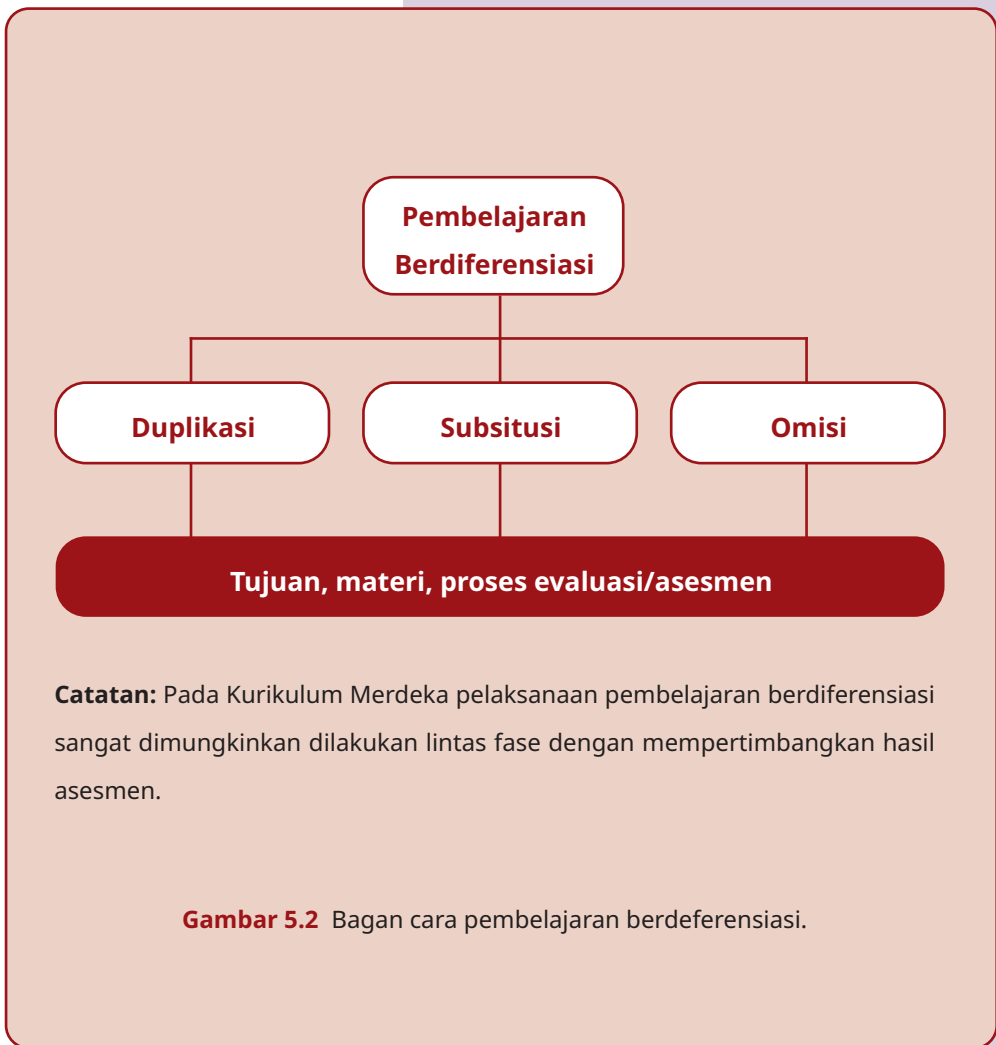 Pembelajaran
Berdiferensiasi
Duplikasi
Subsitusi
Omisi
Tujuan, materi, proses evaluasi/asesmen
Catatan: Pada Kurikulum Merdeka pelaksanaan pembelajaran berdiferensiasi
sangat dimungkinkan dilakukan lintas fase dengan mempertimbangkan hasil
asesmen.
Gambar 5.2 Bagan cara pembelajaran berdeferensiasi.